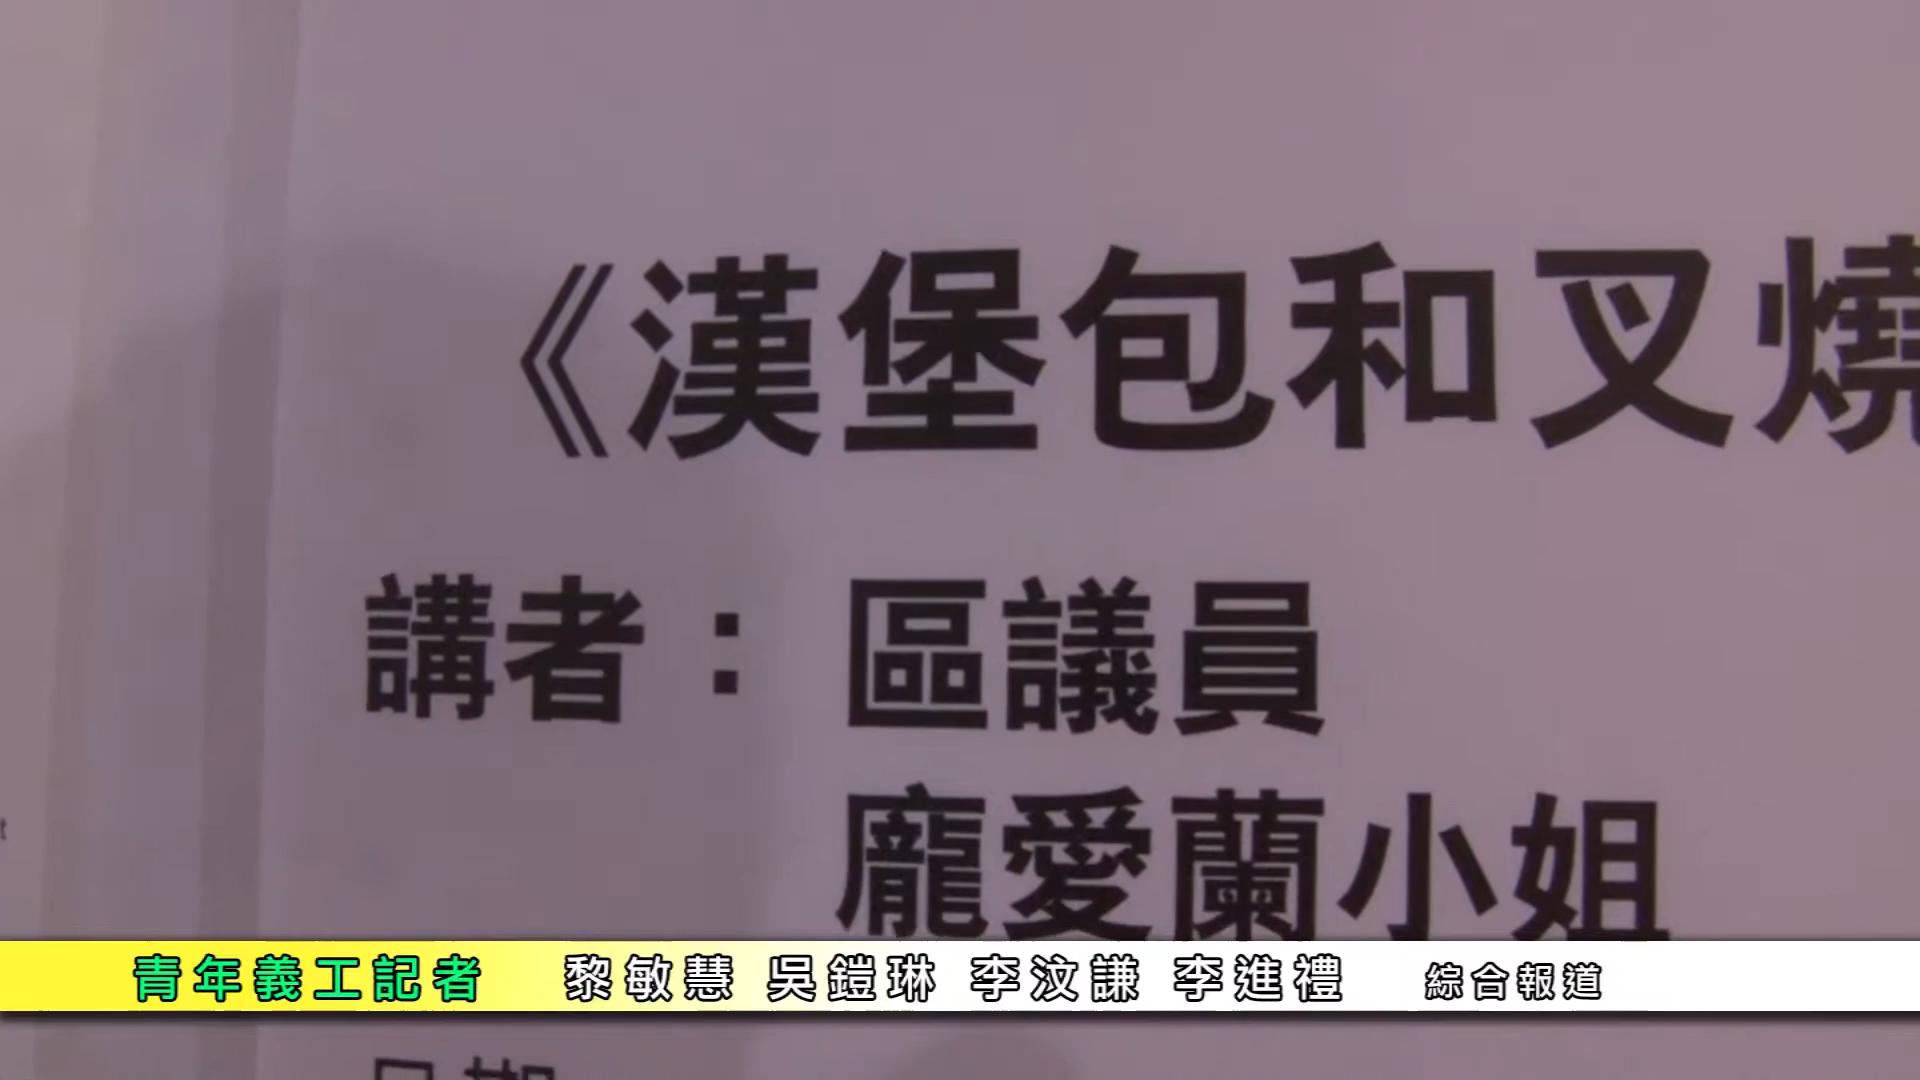 《漢堡包和叉燒
講者：區議員
龐愛蘭小姐
青年義工記者 黎敏慧 吳鎧琳 李汶謙 李進禮 綜合報道